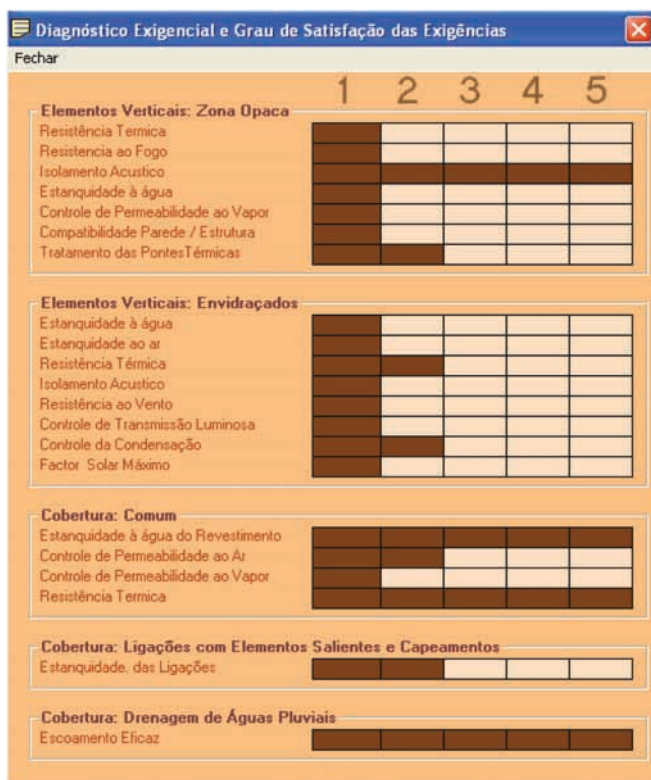 Diagnóstico Exigencial e Grau de Satisfação das Exigências
Fechar
1 2 3 4 5
Elementos Verticais: Zona Opaca
Resistência Termica
Resistencia ao Fogo
Isolamento Acustico
Estanquidade à água
Controle de Permeabilidade ao Vapor
Compatibilidade Parede / Estrutura
Tratamento das PontesTérmicas
Elementos Verticais: Envidraçados
Estanquidade à água
Estanquidade ao ar
Resistência Térmica
Isolamento Acustico
Resistência ao Vento
Controle de Transmissão Luminosa
Controle da Condensação
Factor Solar Máximo
Cobertura: Comum
Estanquidade à água do Revestimento
Controle de Permeabilidade ao Ar
Controle de Permeabilidade ao Vapor
Resistência Termica
Cobertura: Ligações com Elementos Salientes e Capeamentos
Estanquidade. das Ligações
Cobertura: Drenagem de Águas Pluviais
Escoamento Eficaz